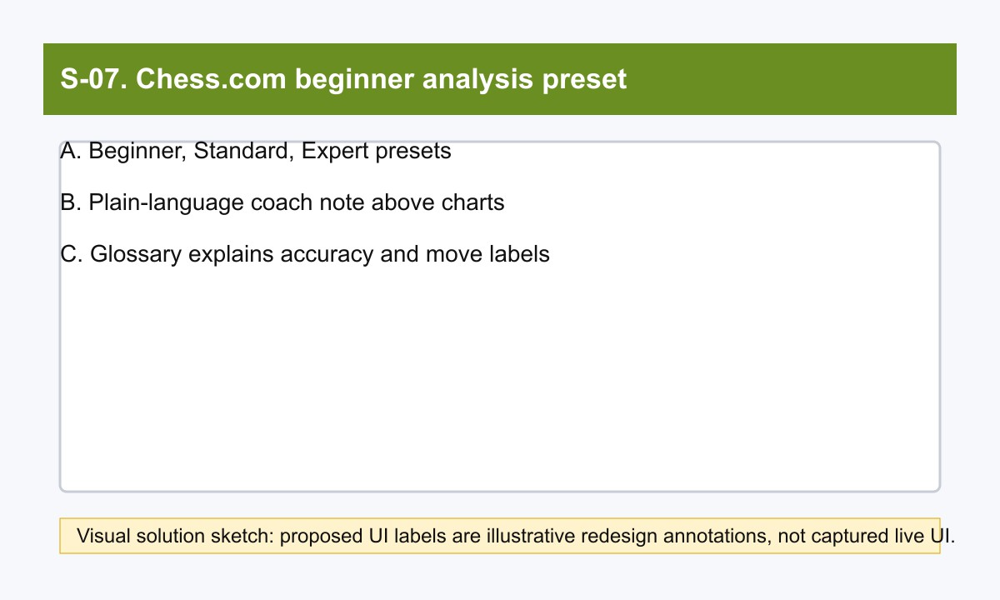 S-07. Chess.com beginner analysis preset
A. Beginner, Standard, Expert presets
B. Plain-language coach note above charts
C. Glossary explains accuracy and move labels
Visual solution sketch: proposed UI labels are illustrative redesign annotations, not captured live UI.